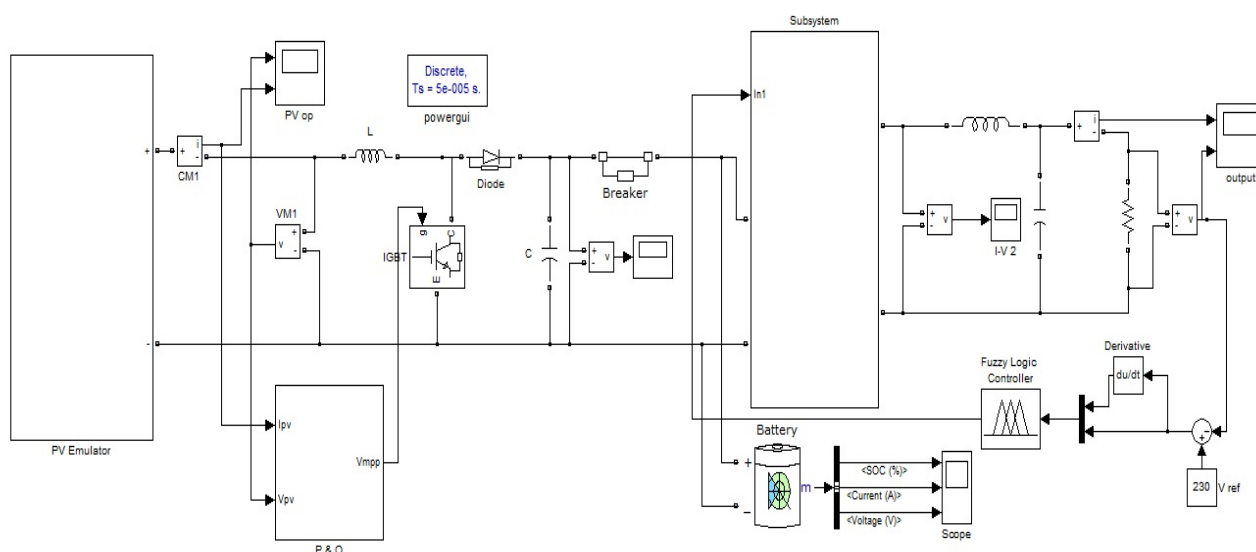 Subsystem
Discrete,
Ts = 5e-005 s.
powergui
PV op
In1
i
+
-
output
L
i
+
-
CM1
+
Diode
Breaker
VM1
+
v
-
g
C
IGBT
E
C
+
v
-
+
v
-
I-V 2
+
v
-
-
Fuzzy Logic
Controller
Derivative
du/dt
PV Emulator
Ipv
Vmpp
Vpv
P & O
Battery
+
m
-
<SOC (%)>
<Current (A)>
<Voltage (V)>
Scope
-
+
230
V ref